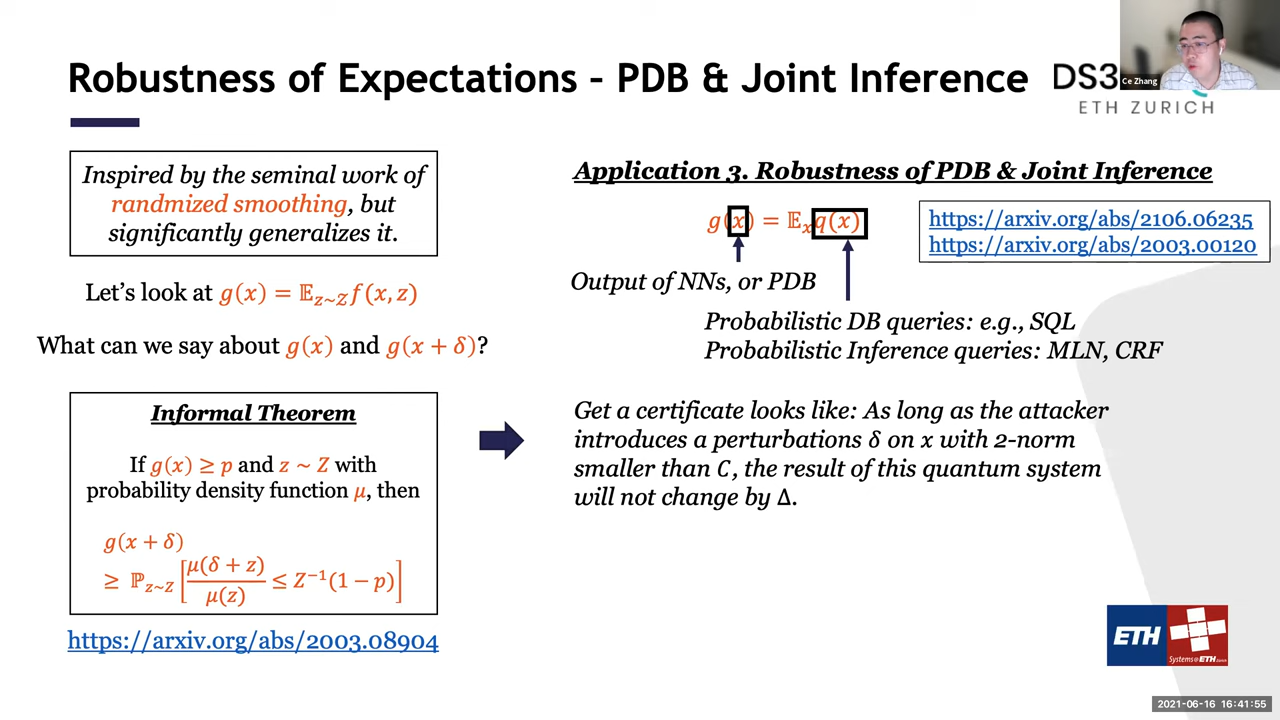 Robustness of Expectations – PDB & Joint Inference
DS3
ETH ZURICH
Ce Zhang
Inspired by the seminal work of
randomized smoothing, but
significantly generalizes it.
Let's look at g(x) = 𝔼z~𝒵 f(x, z)
What can we say about g(x) and g(x + δ)?
Informal Theorem
If g(x) ≥ p and z ~ Z with
probability density function μ, then
g(x + δ)
≥ ℙz~Z [μ(δ + z) / μ(z) ≤ Z⁻¹(1 − p)]
https://arxiv.org/abs/2003.08904
Application 3. Robustness of PDB & Joint Inference
g(x) = 𝔼x q(x)
https://arxiv.org/abs/2106.06235
https://arxiv.org/abs/2003.00120
Output of NNs, or PDB
Probabilistic DB queries: e.g., SQL
Probabilistic Inference queries: MLN, CRF
Get a certificate looks like: As long as the attacker
introduces a perturbations δ on x with 2-norm
smaller than C, the result of this quantum system
will not change by Δ.
ETH
Systems@ETH Zürich
2021-06-16 16:41:55